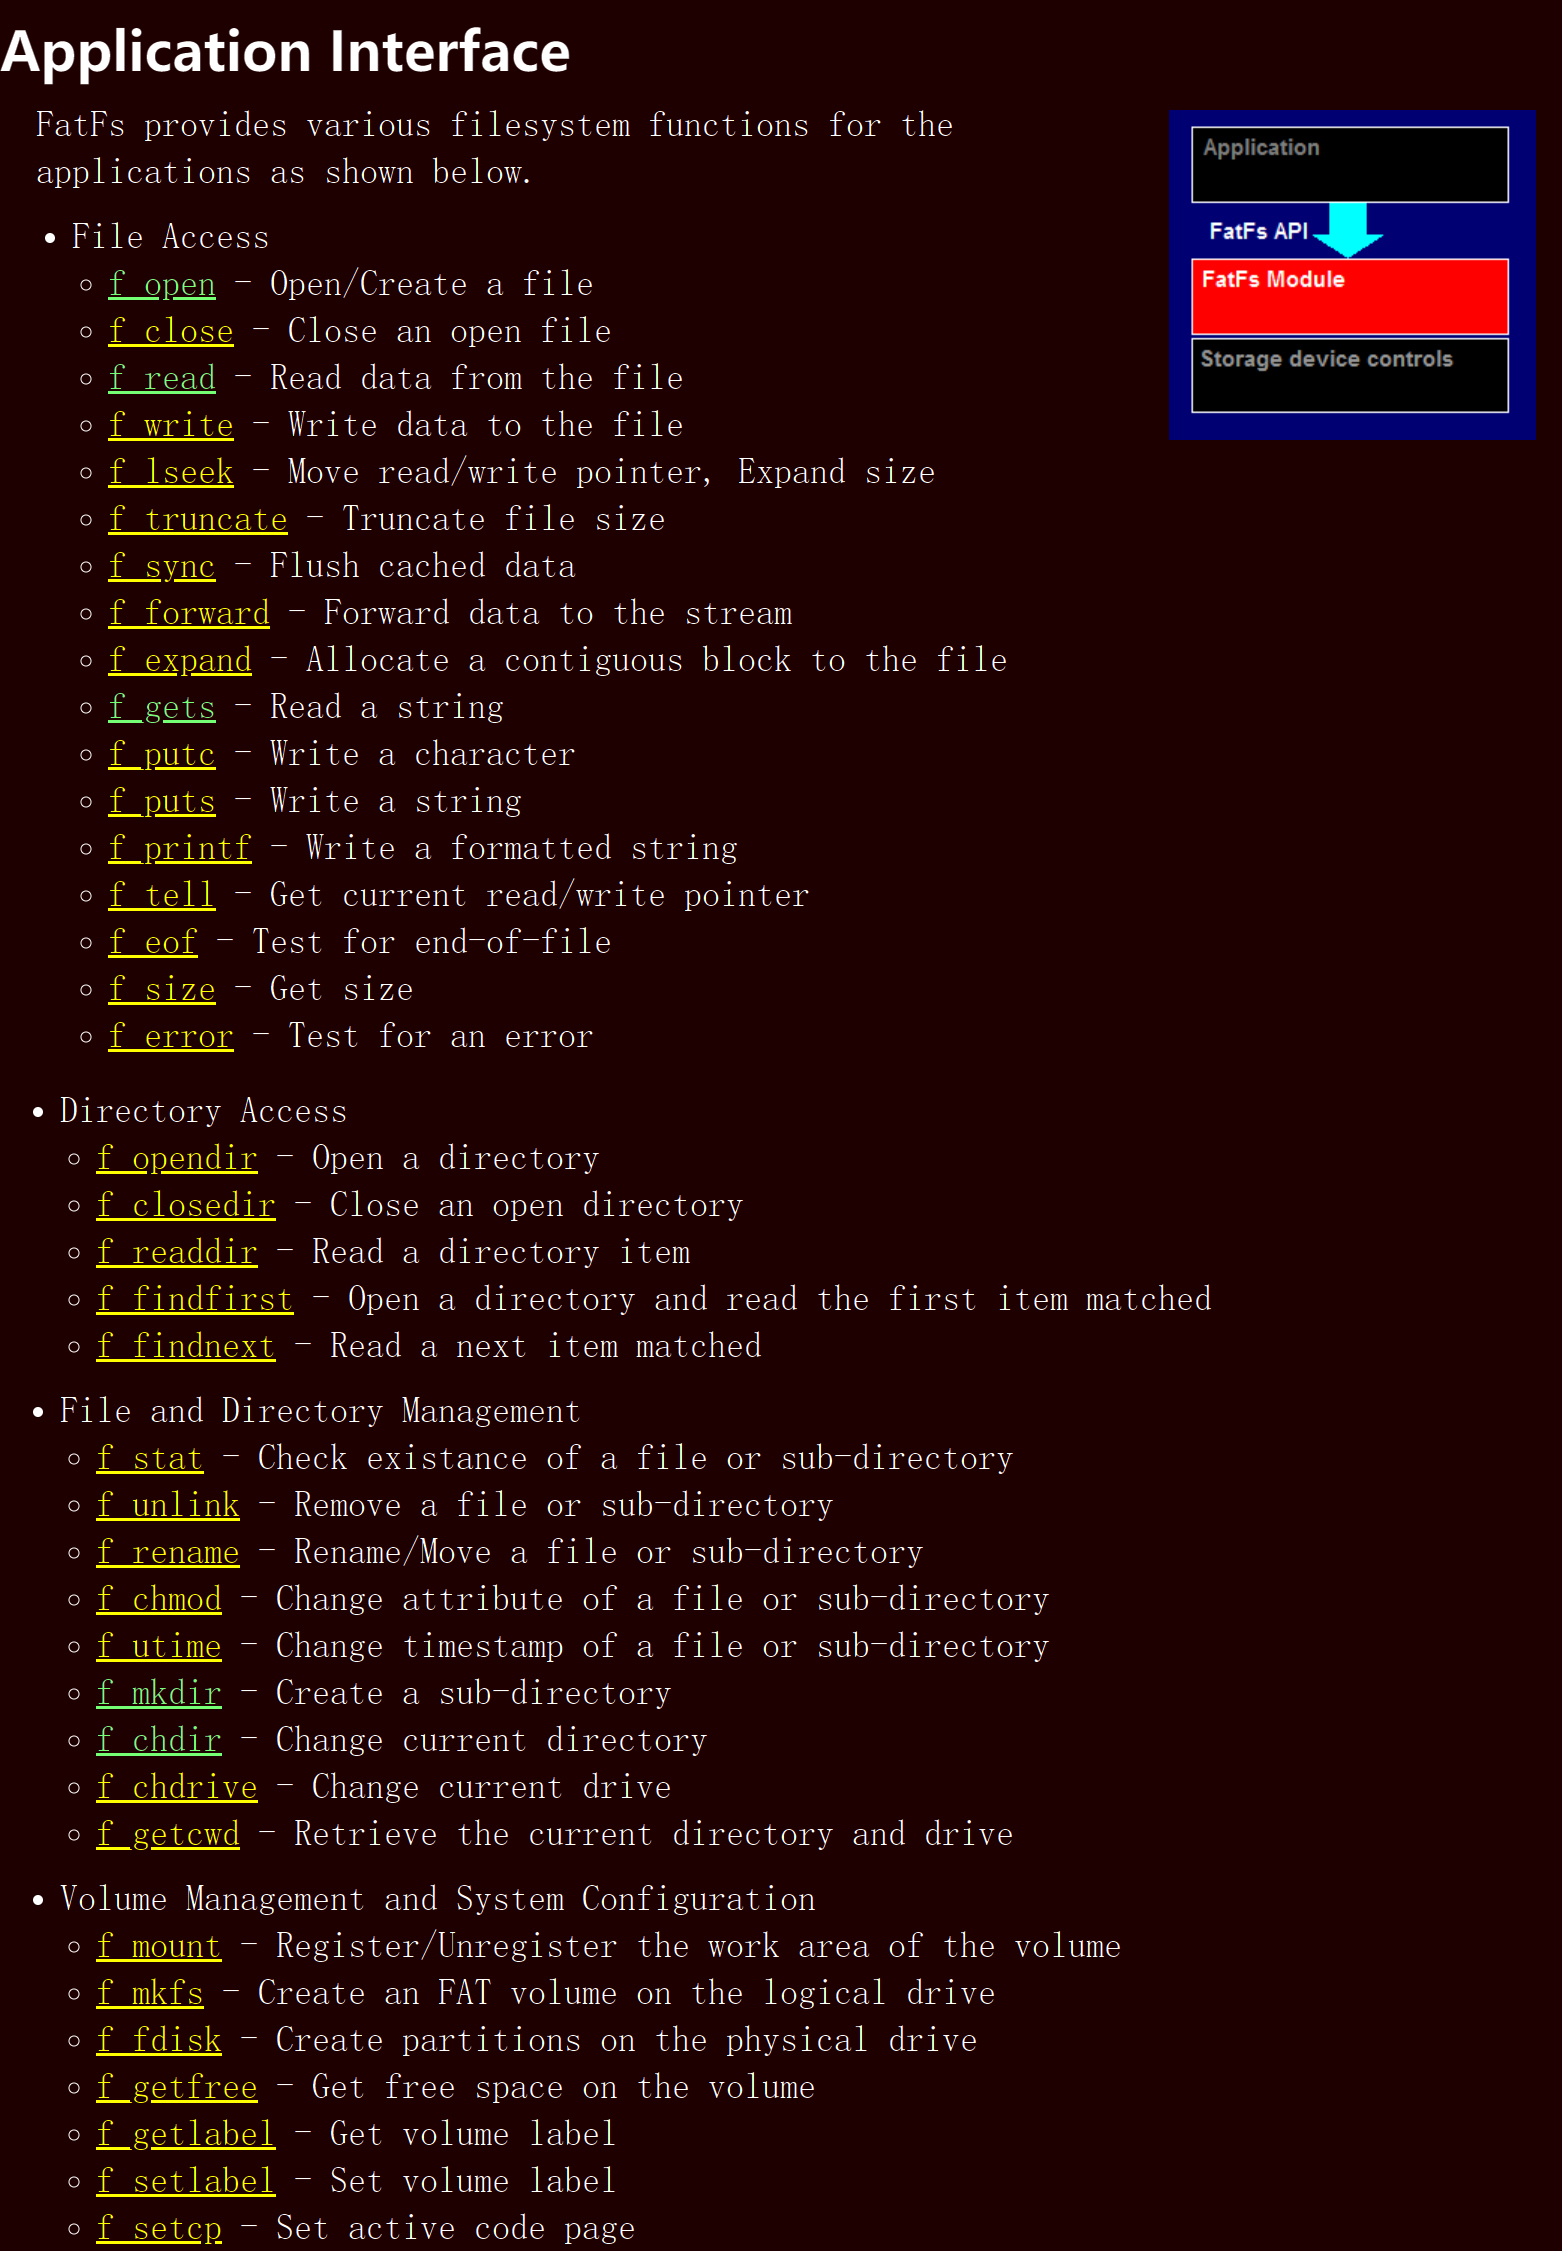 Application Interface
FatFs provides various filesystem functions for the
applications as shown below.
Application
FatFs API
FatFs Module
Storage device controls
• File Access
○ f_open - Open/Create a file
○ f_close - Close an open file
○ f_read - Read data from the file
○ f_write - Write data to the file
○ f_lseek - Move read/write pointer, Expand size
○ f_truncate - Truncate file size
○ f_sync - Flush cached data
○ f_forward - Forward data to the stream
○ f_expand - Allocate a contiguous block to the file
○ f_gets - Read a string
○ f_putc - Write a character
○ f_puts - Write a string
○ f_printf - Write a formatted string
○ f_tell - Get current read/write pointer
○ f_eof - Test for end-of-file
○ f_size - Get size
○ f_error - Test for an error
• Directory Access
○ f_opendir - Open a directory
○ f_closedir - Close an open directory
○ f_readdir - Read a directory item
○ f_findfirst - Open a directory and read the first item matched
○ f_findnext - Read a next item matched
• File and Directory Management
○ f_stat - Check existance of a file or sub-directory
○ f_unlink - Remove a file or sub-directory
○ f_rename - Rename/Move a file or sub-directory
○ f_chmod - Change attribute of a file or sub-directory
○ f_utime - Change timestamp of a file or sub-directory
○ f_mkdir - Create a sub-directory
○ f_chdir - Change current directory
○ f_chdrive - Change current drive
○ f_getcwd - Retrieve the current directory and drive
• Volume Management and System Configuration
○ f_mount - Register/Unregister the work area of the volume
○ f_mkfs - Create an FAT volume on the logical drive
○ f_fdisk - Create partitions on the physical drive
○ f_getfree - Get free space on the volume
○ f_getlabel - Get volume label
○ f_setlabel - Set volume label
○ f_setcp - Set active code page